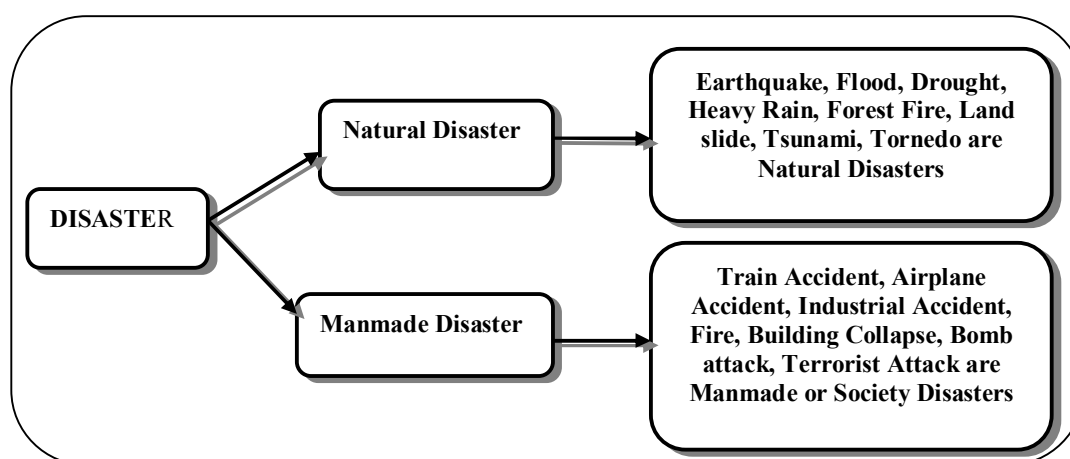 DISASTER
Natural Disaster
Earthquake, Flood, Drought,
Heavy Rain, Forest Fire, Land
slide, Tsunami, Tornedo are
Natural Disasters
Manmade Disaster
Train Accident, Airplane
Accident, Industrial Accident,
Fire, Building Collapse, Bomb
attack, Terrorist Attack are
Manmade or Society Disasters